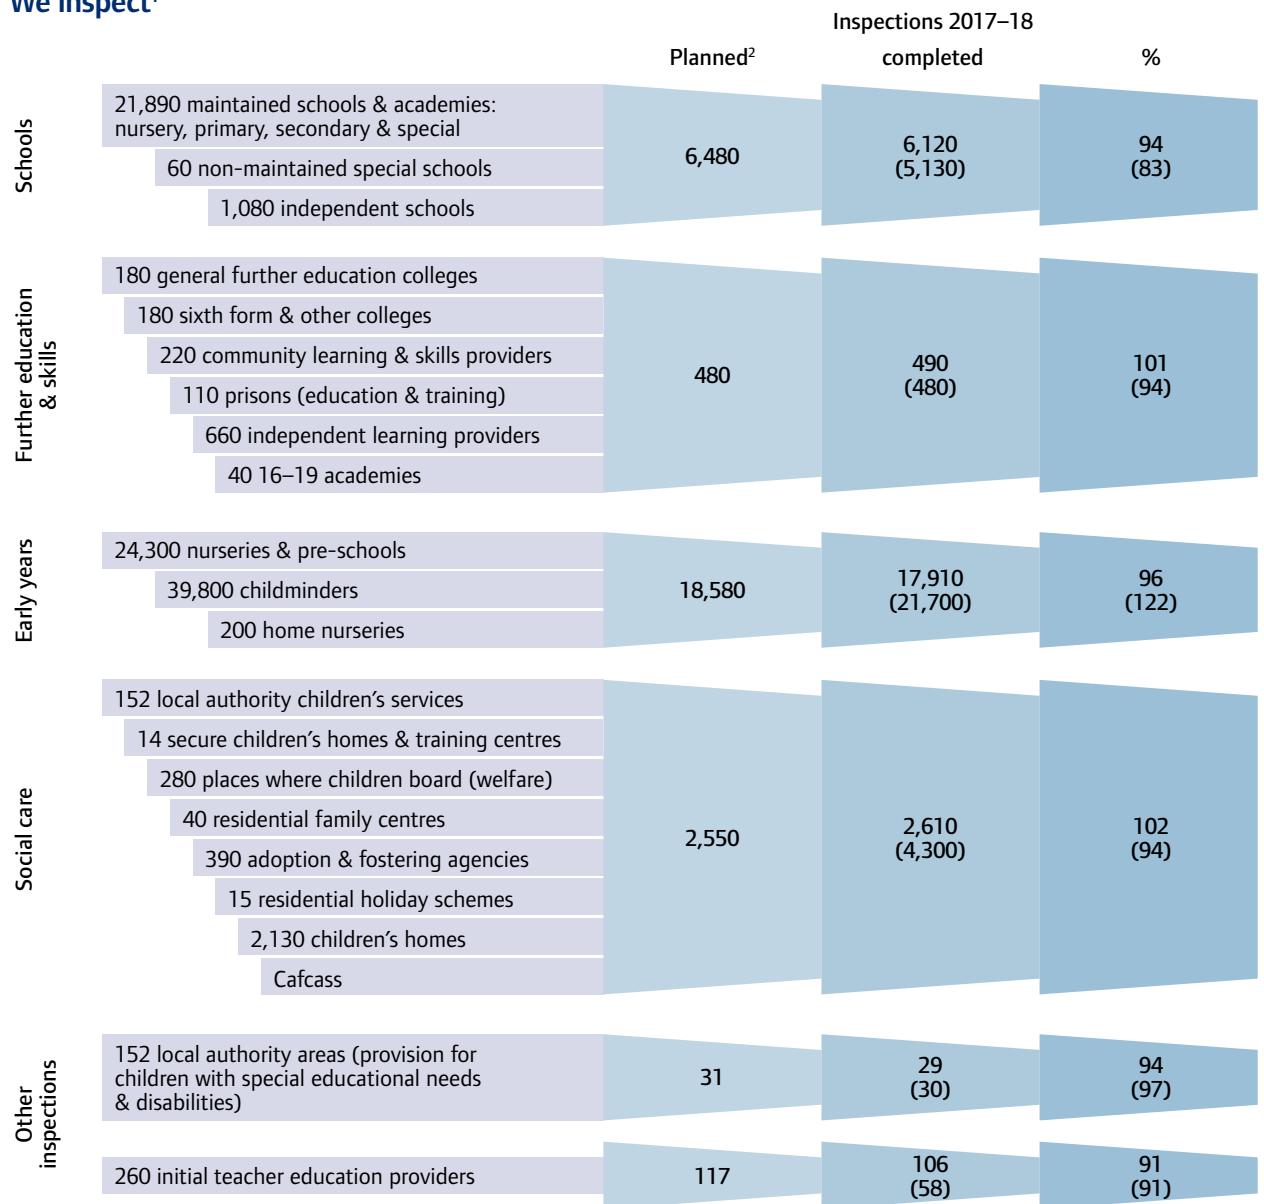 We inspect¹
Inspections 2017–18
Planned²
completed
%
Schools
21,890 maintained schools & academies:
nursery, primary, secondary & special
60 non-maintained special schools
1,080 independent schools
6,480
6,120
(5,130)
94
(83)
Further education
& skills
180 general further education colleges
180 sixth form & other colleges
220 community learning & skills providers
110 prisons (education & training)
660 independent learning providers
40 16–19 academies
480
490
(480)
101
(94)
Early years
24,300 nurseries & pre-schools
39,800 childminders
200 home nurseries
18,580
17,910
(21,700)
96
(122)
Social care
152 local authority children’s services
14 secure children’s homes & training centres
280 places where children board (welfare)
40 residential family centres
390 adoption & fostering agencies
15 residential holiday schemes
2,130 children’s homes
Cafcass
2,550
2,610
(4,300)
102
(94)
Other
inspections
152 local authority areas (provision for
children with special educational needs
& disabilities)
31
29
(30)
94
(97)
260 initial teacher education providers
117
106
(58)
91
(91)